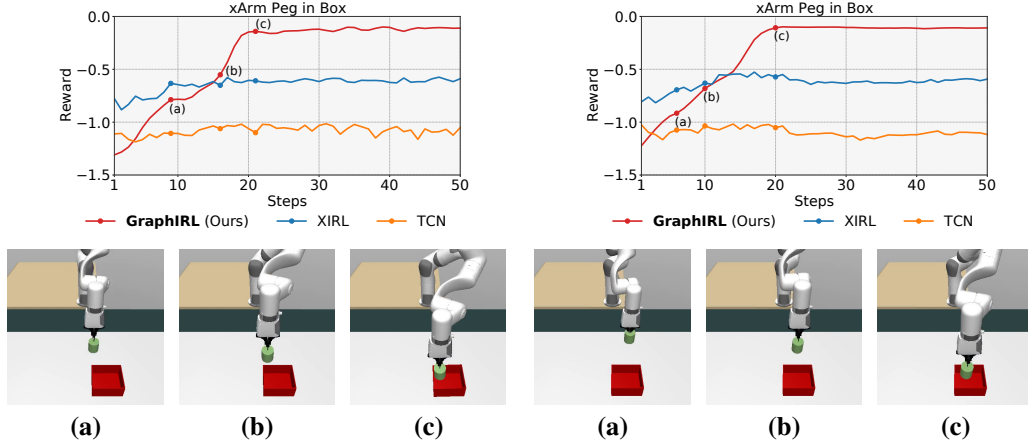 xArm Peg in Box
0.0
−0.5
−1.0
−1.5
Reward
(a)
(b)
(c)
1 10 20 30 40 50
Steps
GraphIRL (Ours) XIRL TCN
(a) (b) (c)
xArm Peg in Box
0.0
−0.5
−1.0
−1.5
Reward
(a)
(b)
(c)
1 10 20 30 40 50
Steps
GraphIRL (Ours) XIRL TCN
(a) (b) (c)